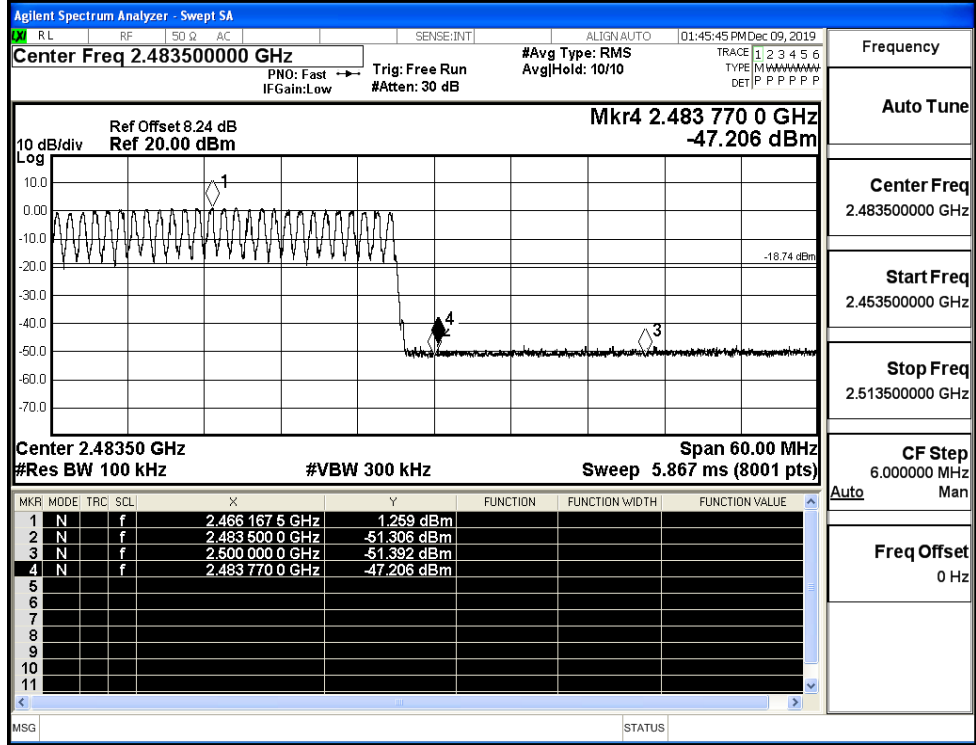 Agilent Spectrum Analyzer - Swept SA
LXI RL RF 50 Ω AC SENSE:INT ALIGN AUTO 01:45:45 PM Dec 09, 2019
Center Freq 2.483500000 GHz
PNO: Fast
IFGain:Low
Trig: Free Run
#Atten: 30 dB
#Avg Type: RMS
Avg|Hold: 10/10
TRACE 1 2 3 4 5 6
TYPE M WWWWW
DET P P P P P P
Mkr4 2.483 770 0 GHz
-47.206 dBm
Ref Offset 8.24 dB
10 dB/div Ref 20.00 dBm
Log
10.0
0.00
-10.0
-20.0
-30.0
-40.0
-50.0
-60.0
-70.0
1
-18.74 dBm
4
2
3
Center 2.48350 GHz Span 60.00 MHz
#Res BW 100 kHz #VBW 300 kHz Sweep 5.867 ms (8001 pts)
MKR MODE TRC SCL X Y FUNCTION FUNCTION WIDTH FUNCTION VALUE
1 N f 2.466 167 5 GHz 1.259 dBm
2 N f 2.483 500 0 GHz -51.306 dBm
3 N f 2.500 000 0 GHz -51.392 dBm
4 N f 2.483 770 0 GHz -47.206 dBm
5
6
7
8
9
10
11
MSG STATUS
Frequency
Auto Tune
Center Freq
2.483500000 GHz
Start Freq
2.453500000 GHz
Stop Freq
2.513500000 GHz
CF Step
6.000000 MHz
Auto Man
Freq Offset
0 Hz